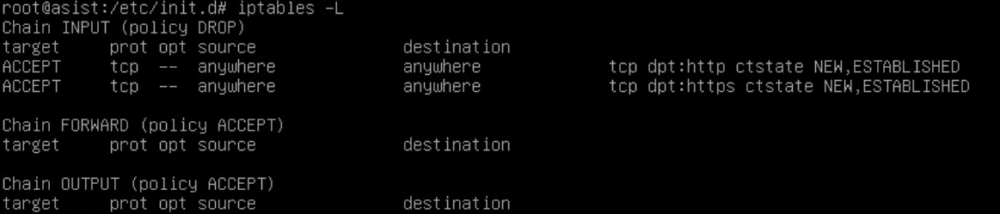 root@asist:/etc/init.d# iptables -L
Chain INPUT (policy DROP)
target     prot opt source               destination
ACCEPT     tcp  --  anywhere             anywhere             tcp dpt:http ctstate NEW,ESTABLISHED
ACCEPT     tcp  --  anywhere             anywhere             tcp dpt:https ctstate NEW,ESTABLISHED

Chain FORWARD (policy ACCEPT)
target     prot opt source               destination

Chain OUTPUT (policy ACCEPT)
target     prot opt source               destination